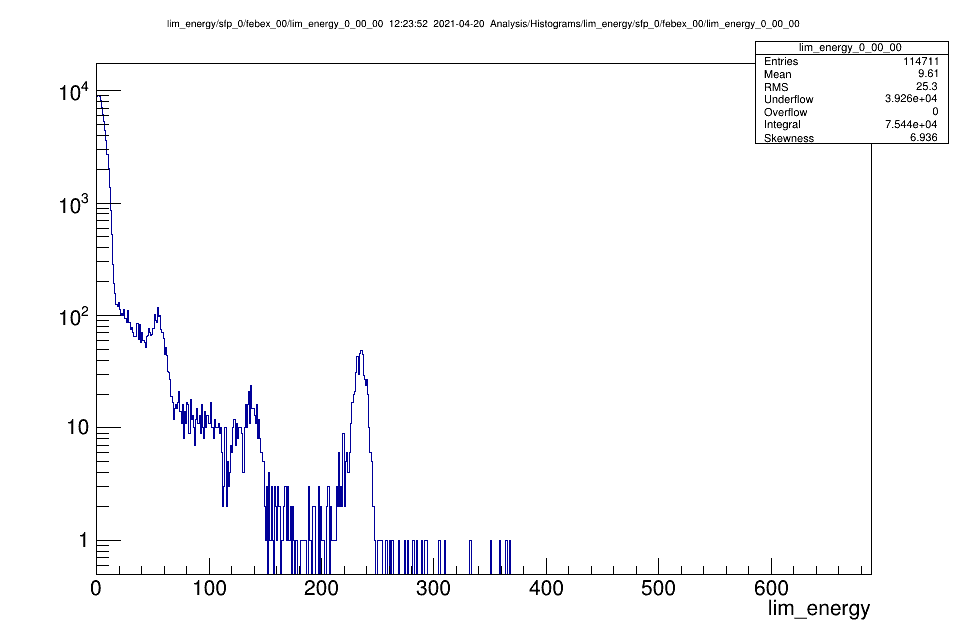 lim_energy/sfp_0/febex_00/lim_energy_0_00_00 12:23:52 2021-04-20 Analysis/Histograms/lim_energy/sfp_0/febex_00/lim_energy_0_00_00
lim_energy_0_00_00
Entries 114711
Mean 9.61
RMS 25.3
Underflow 3.926e+04
Overflow 0
Integral 7.544e+04
Skewness 6.936
10⁴
10³
10²
10
1
0 100 200 300 400 500 600
lim_energy